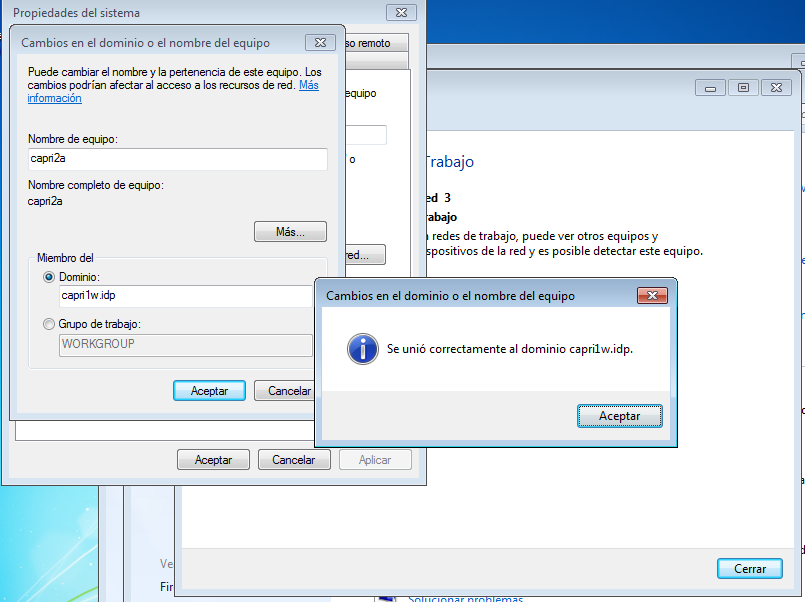 Propiedades del sistema
Cambios en el dominio o el nombre del equipo
so remoto
Puede cambiar el nombre y la pertenencia de este equipo. Los
cambios podrían afectar al acceso a los recursos de red. Más
información
equipo
Nombre de equipo:
capri2a
o
Nombre completo de equipo:
capri2a
Más...
red...
Miembro del
Dominio:
capri1w.idp
Grupo de trabajo:
WORKGROUP
Aceptar
Cancelar
Aceptar
Cancelar
Aplicar
Trabajo
ed 3
rabajo
redes de trabajo, puede ver otros equipos y
spositivos de la red y es posible detectar este equipo.
Cambios en el dominio o el nombre del equipo
Se unió correctamente al dominio capri1w.idp.
Aceptar
Cerrar
Ve
Fir
Solucionar problemas